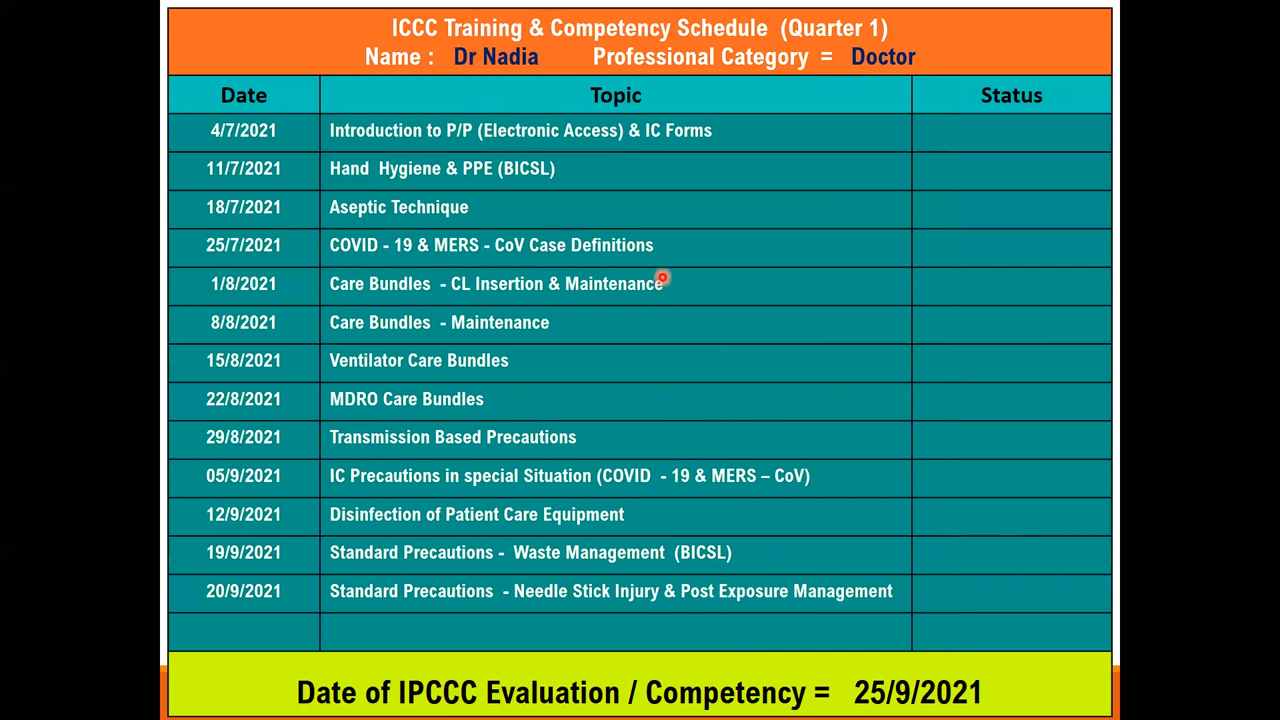 ICCC Training & Competency Schedule (Quarter 1)
Name : Dr Nadia Professional Category = Doctor
Date Topic Status
4/7/2021 Introduction to P/P (Electronic Access) & IC Forms
11/7/2021 Hand Hygiene & PPE (BICSL)
18/7/2021 Aseptic Technique
25/7/2021 COVID - 19 & MERS - CoV Case Definitions
1/8/2021 Care Bundles - CL Insertion & Maintenance
8/8/2021 Care Bundles - Maintenance
15/8/2021 Ventilator Care Bundles
22/8/2021 MDRO Care Bundles
29/8/2021 Transmission Based Precautions
05/9/2021 IC Precautions in special Situation (COVID - 19 & MERS – CoV)
12/9/2021 Disinfection of Patient Care Equipment
19/9/2021 Standard Precautions - Waste Management (BICSL)
20/9/2021 Standard Precautions - Needle Stick Injury & Post Exposure Management
Date of IPCCC Evaluation / Competency = 25/9/2021